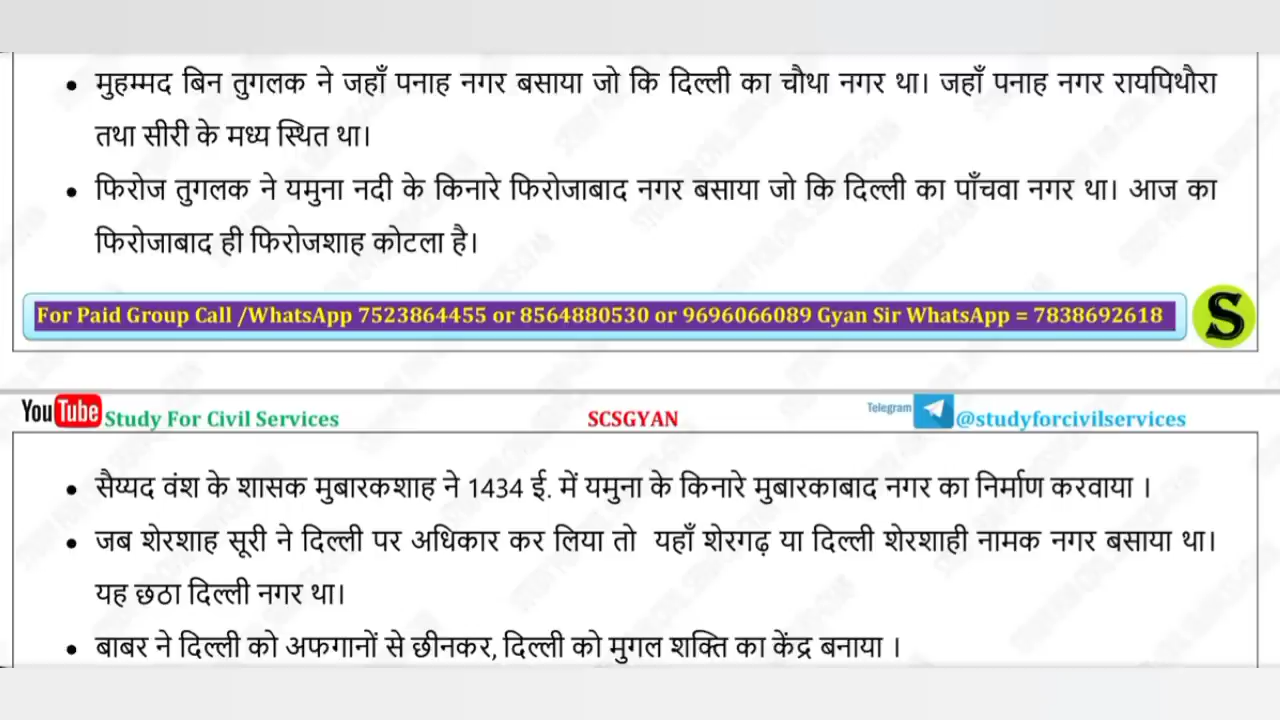 • मुहम्मद बिन तुगलक ने जहाँ पनाह नगर बसाया जो कि दिल्ली का चौथा नगर था। जहाँ पनाह नगर रायपिथौरा
तथा सीरी के मध्य स्थित था।
• फिरोज तुगलक ने यमुना नदी के किनारे फिरोजाबाद नगर बसाया जो कि दिल्ली का पाँचवा नगर था। आज का
फिरोजाबाद ही फिरोजशाह कोटला है।
For Paid Group Call /WhatsApp 7523864455 or 8564880530 or 9696066089 Gyan Sir WhatsApp = 7838692618
S
YouTube Study For Civil Services SCSGYAN Telegram @studyforcivilservices
• सैय्यद वंश के शासक मुबारकशाह ने 1434 ई. में यमुना के किनारे मुबारकाबाद नगर का निर्माण करवाया ।
• जब शेरशाह सूरी ने दिल्ली पर अधिकार कर लिया तो यहाँ शेरगढ़ या दिल्ली शेरशाही नामक नगर बसाया था।
यह छठा दिल्ली नगर था।
• बाबर ने दिल्ली को अफगानों से छीनकर, दिल्ली को मुगल शक्ति का केंद्र बनाया ।